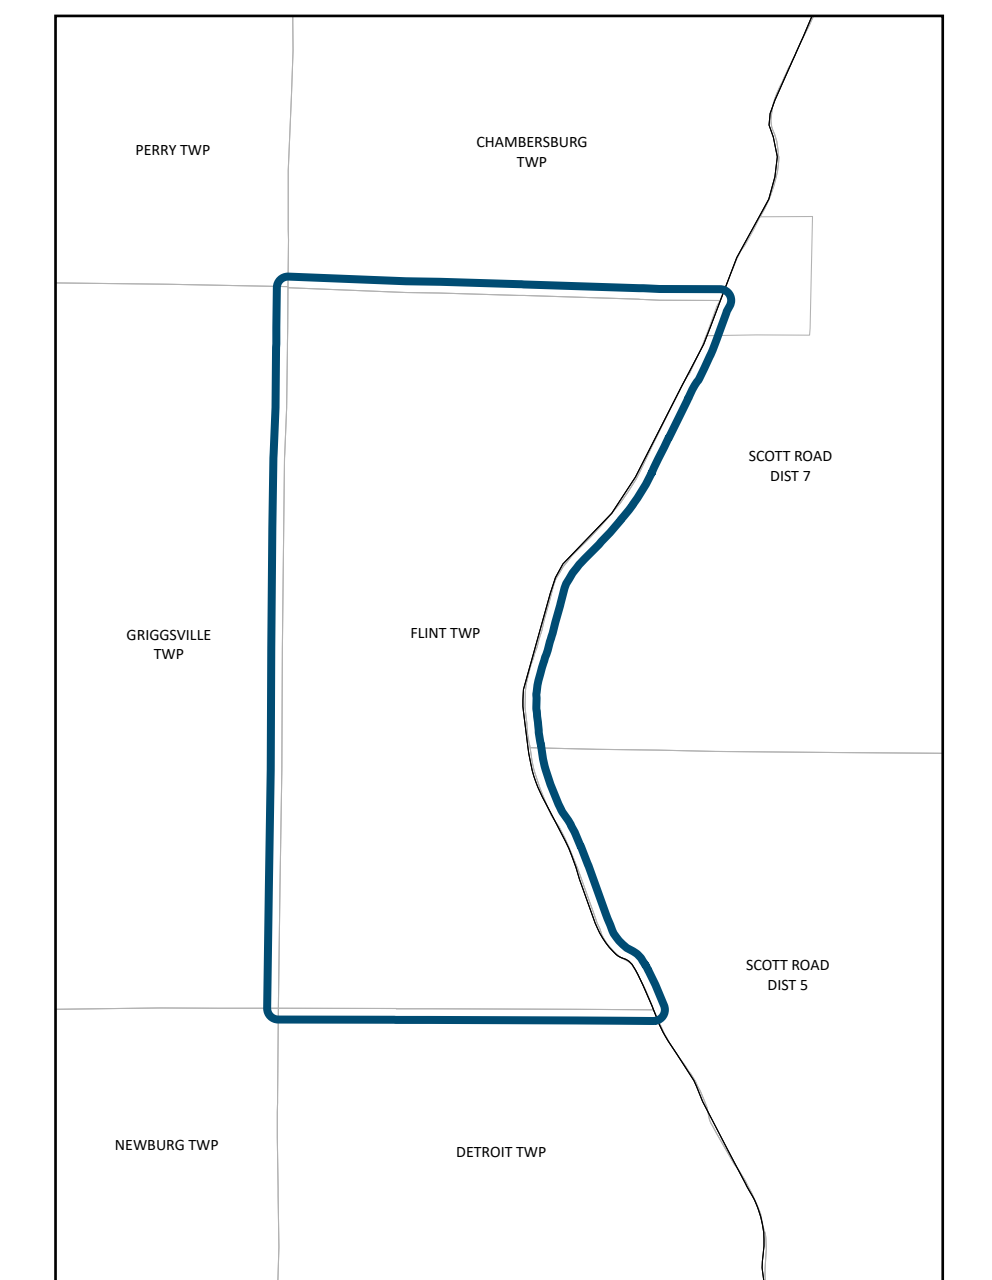 PERRY TWP
CHAMBERSBURG
TWP
SCOTT ROAD
DIST 7
GRIGGSVILLE
TWP
FLINT TWP
SCOTT ROAD
DIST 5
NEWBURG TWP
DETROIT TWP